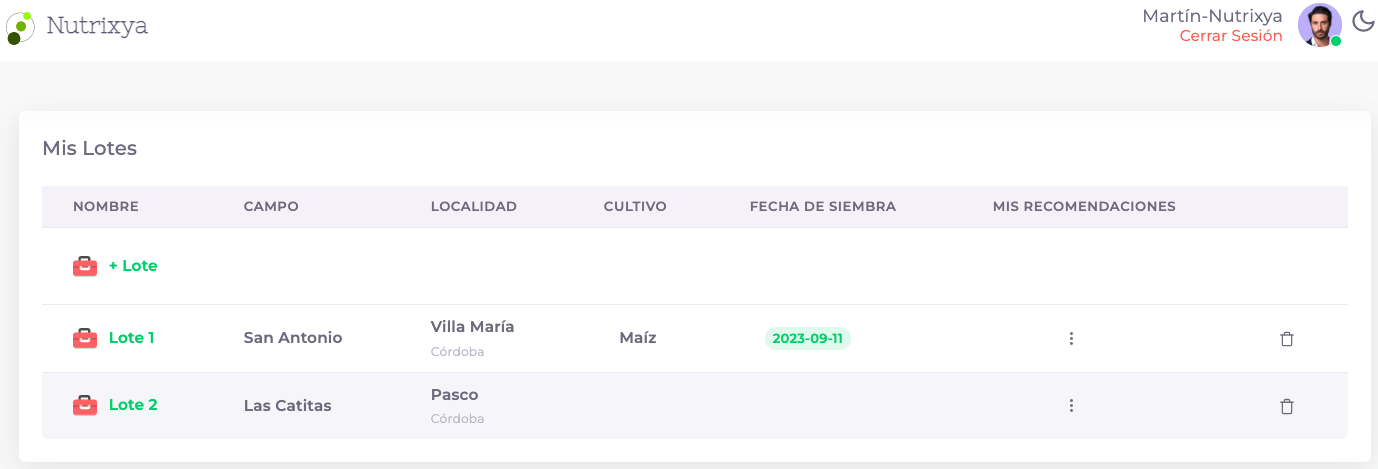 Nutrixya
Martín-Nutrixya
Cerrar Sesión
Mis Lotes
NOMBRE CAMPO LOCALIDAD CULTIVO FECHA DE SIEMBRA MIS RECOMENDACIONES
+ Lote
Lote 1 San Antonio Villa María Maíz 2023-09-11
Córdoba
Lote 2 Las Catitas Pasco
Córdoba